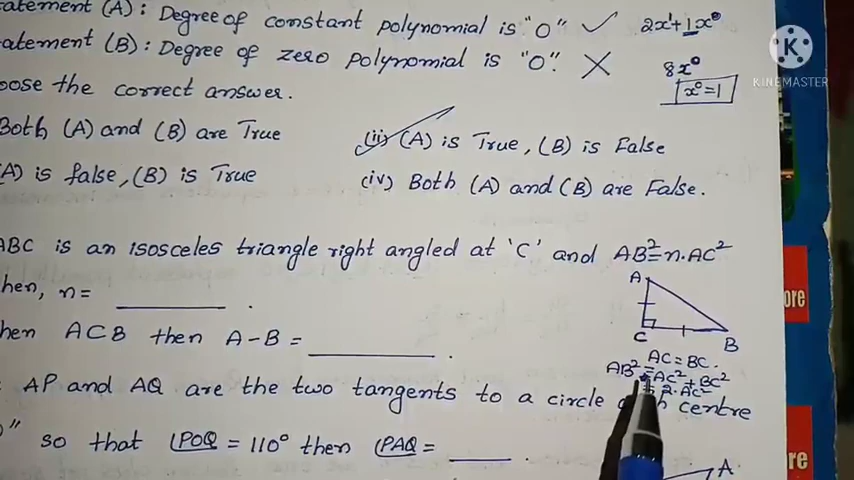 atement (A) : Degree of constant polynomial is "0" ✓ 2x¹+1x⁰
atement (B) : Degree of zero polynomial is "0". ✗ 8x⁰
x⁰=1
KINEMASTER
oose the correct answer.
Both (A) and (B) are True (ii) (A) is True, (B) is False
A) is false, (B) is True (iv) Both (A) and (B) are False.
ABC is an isosceles triangle right angled at 'C' and AB²=n.AC²
hen, n= ________ .
A
C
B
hen ACB then A-B = ________ .
AC = BC.
AB² = AC² + BC²
= 2.AC²
AP and AQ are the two tangents to a circle centre
" so that ∠POQ = 110° then ∠PAQ = ____ .
A
ore
e: